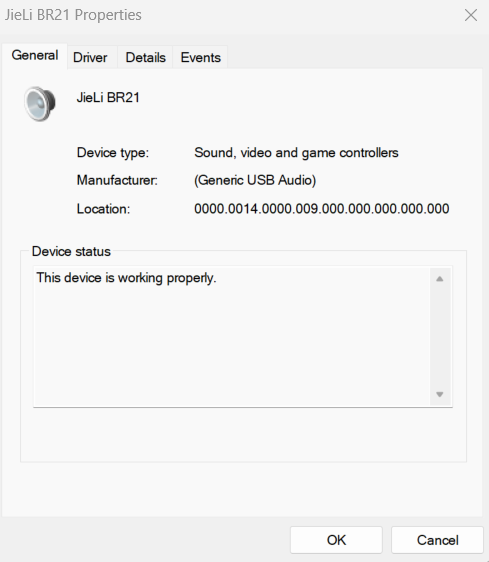 JieLi BR21 Properties
General Driver Details Events
JieLi BR21
Device type: Sound, video and game controllers
Manufacturer: (Generic USB Audio)
Location: 0000.0014.0000.009.000.000.000.000.000
Device status
This device is working properly.
OK Cancel